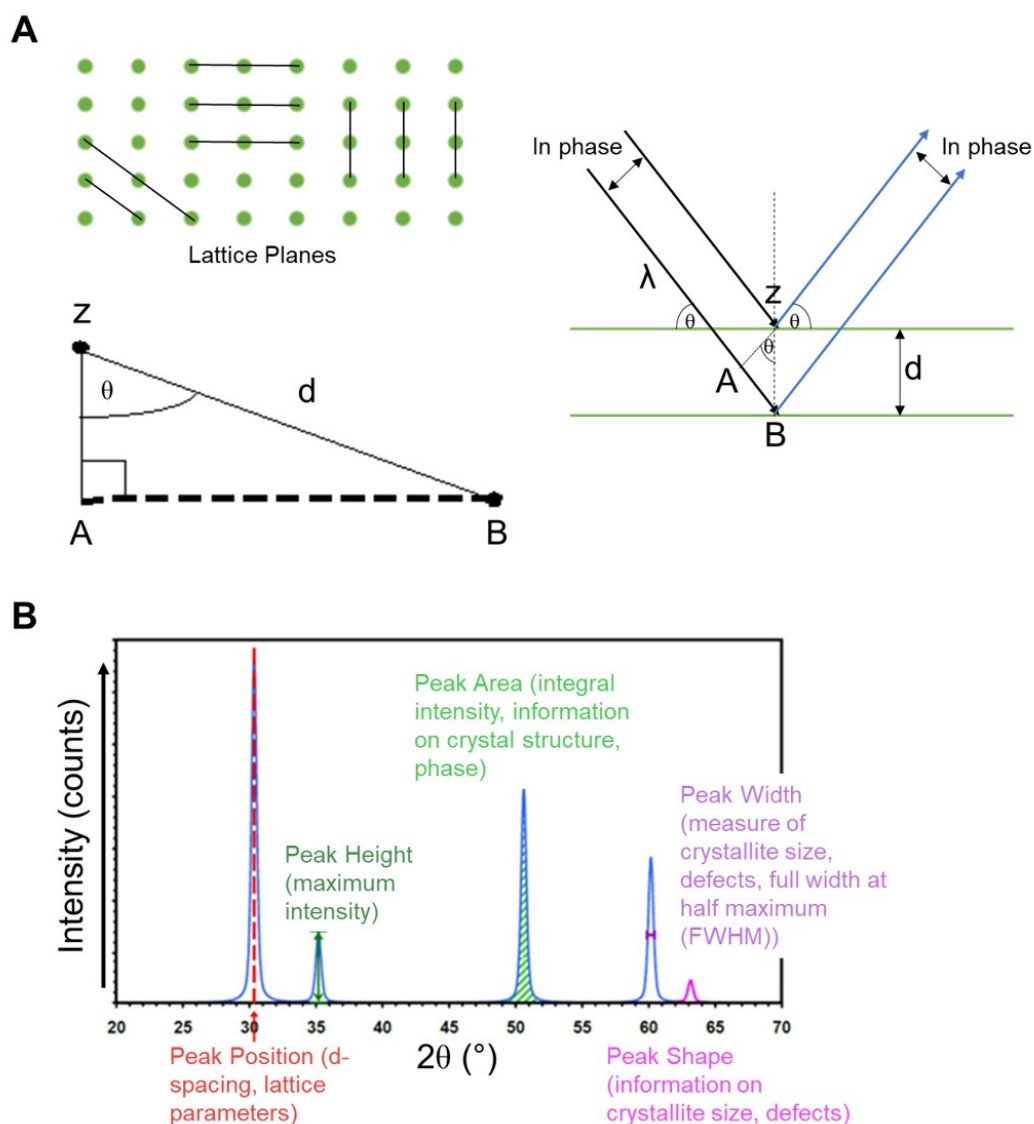 A
Lattice Planes
In phase
In phase
λ
z
θ
θ
θ
A
d
B
z
θ
d
A
B
B
Intensity (counts)
Peak Area (integral
intensity, information
on crystal structure,
phase)
Peak Width
(measure of
crystallite size,
defects, full width at
half maximum
(FWHM))
Peak Height
(maximum
intensity)
20 25 30 35 40 45 50 55 60 65 70
2θ (°)
Peak Position (d-
spacing, lattice
parameters)
Peak Shape
(information on
crystallite size, defects)